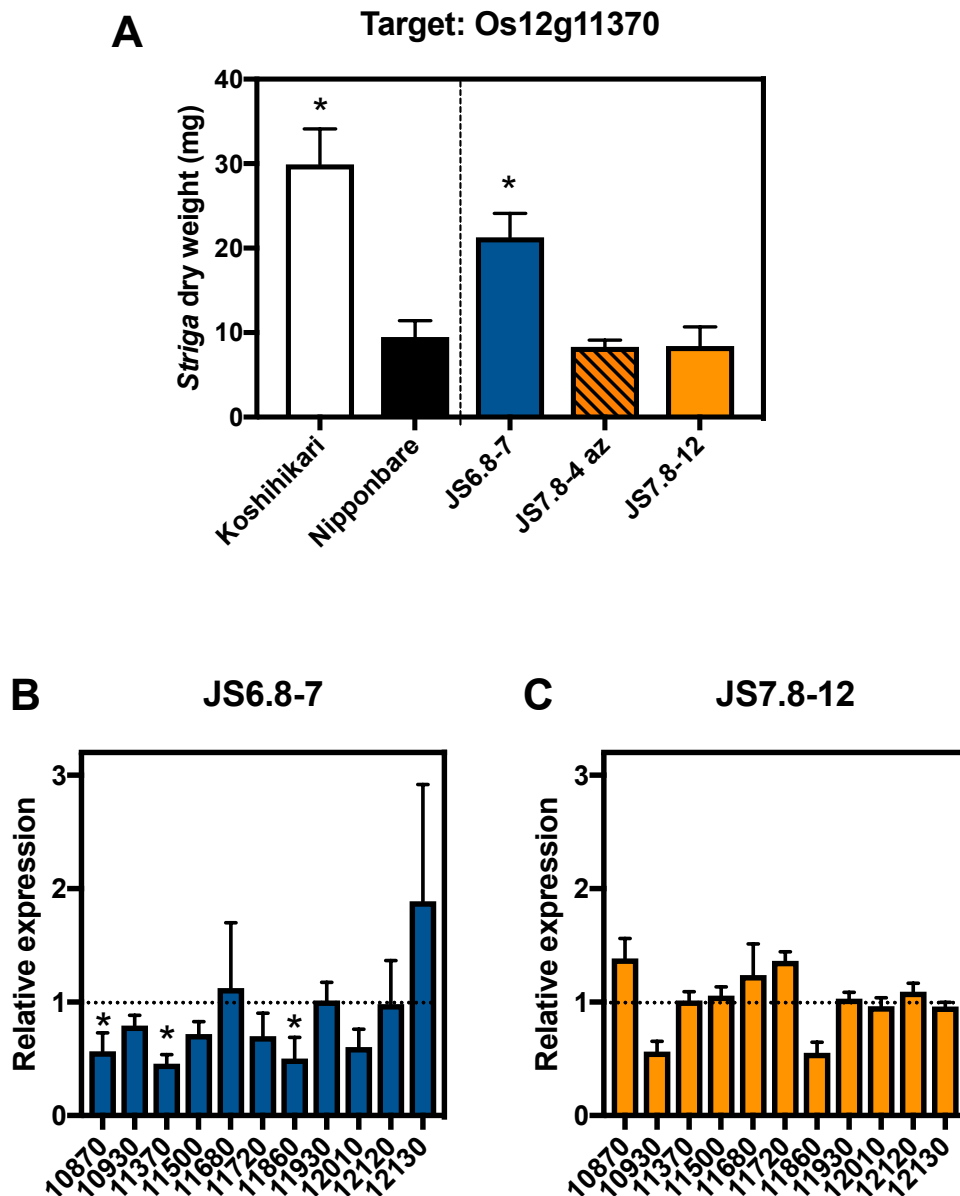 A
Target: Os12g11370
Striga dry weight (mg)
40
30
20
10
0
*
*
Koshihikari
Nipponbare
JS6.8-7
JS7.8-4 az
JS7.8-12
B
JS6.8-7
Relative expression
3
2
1
0
*
*
*
10870
10930
11370
11500
11680
11720
11860
11930
12010
12120
12130
C
JS7.8-12
Relative expression
3
2
1
0
10870
10930
11370
11500
11680
11720
11860
11930
12010
12120
12130